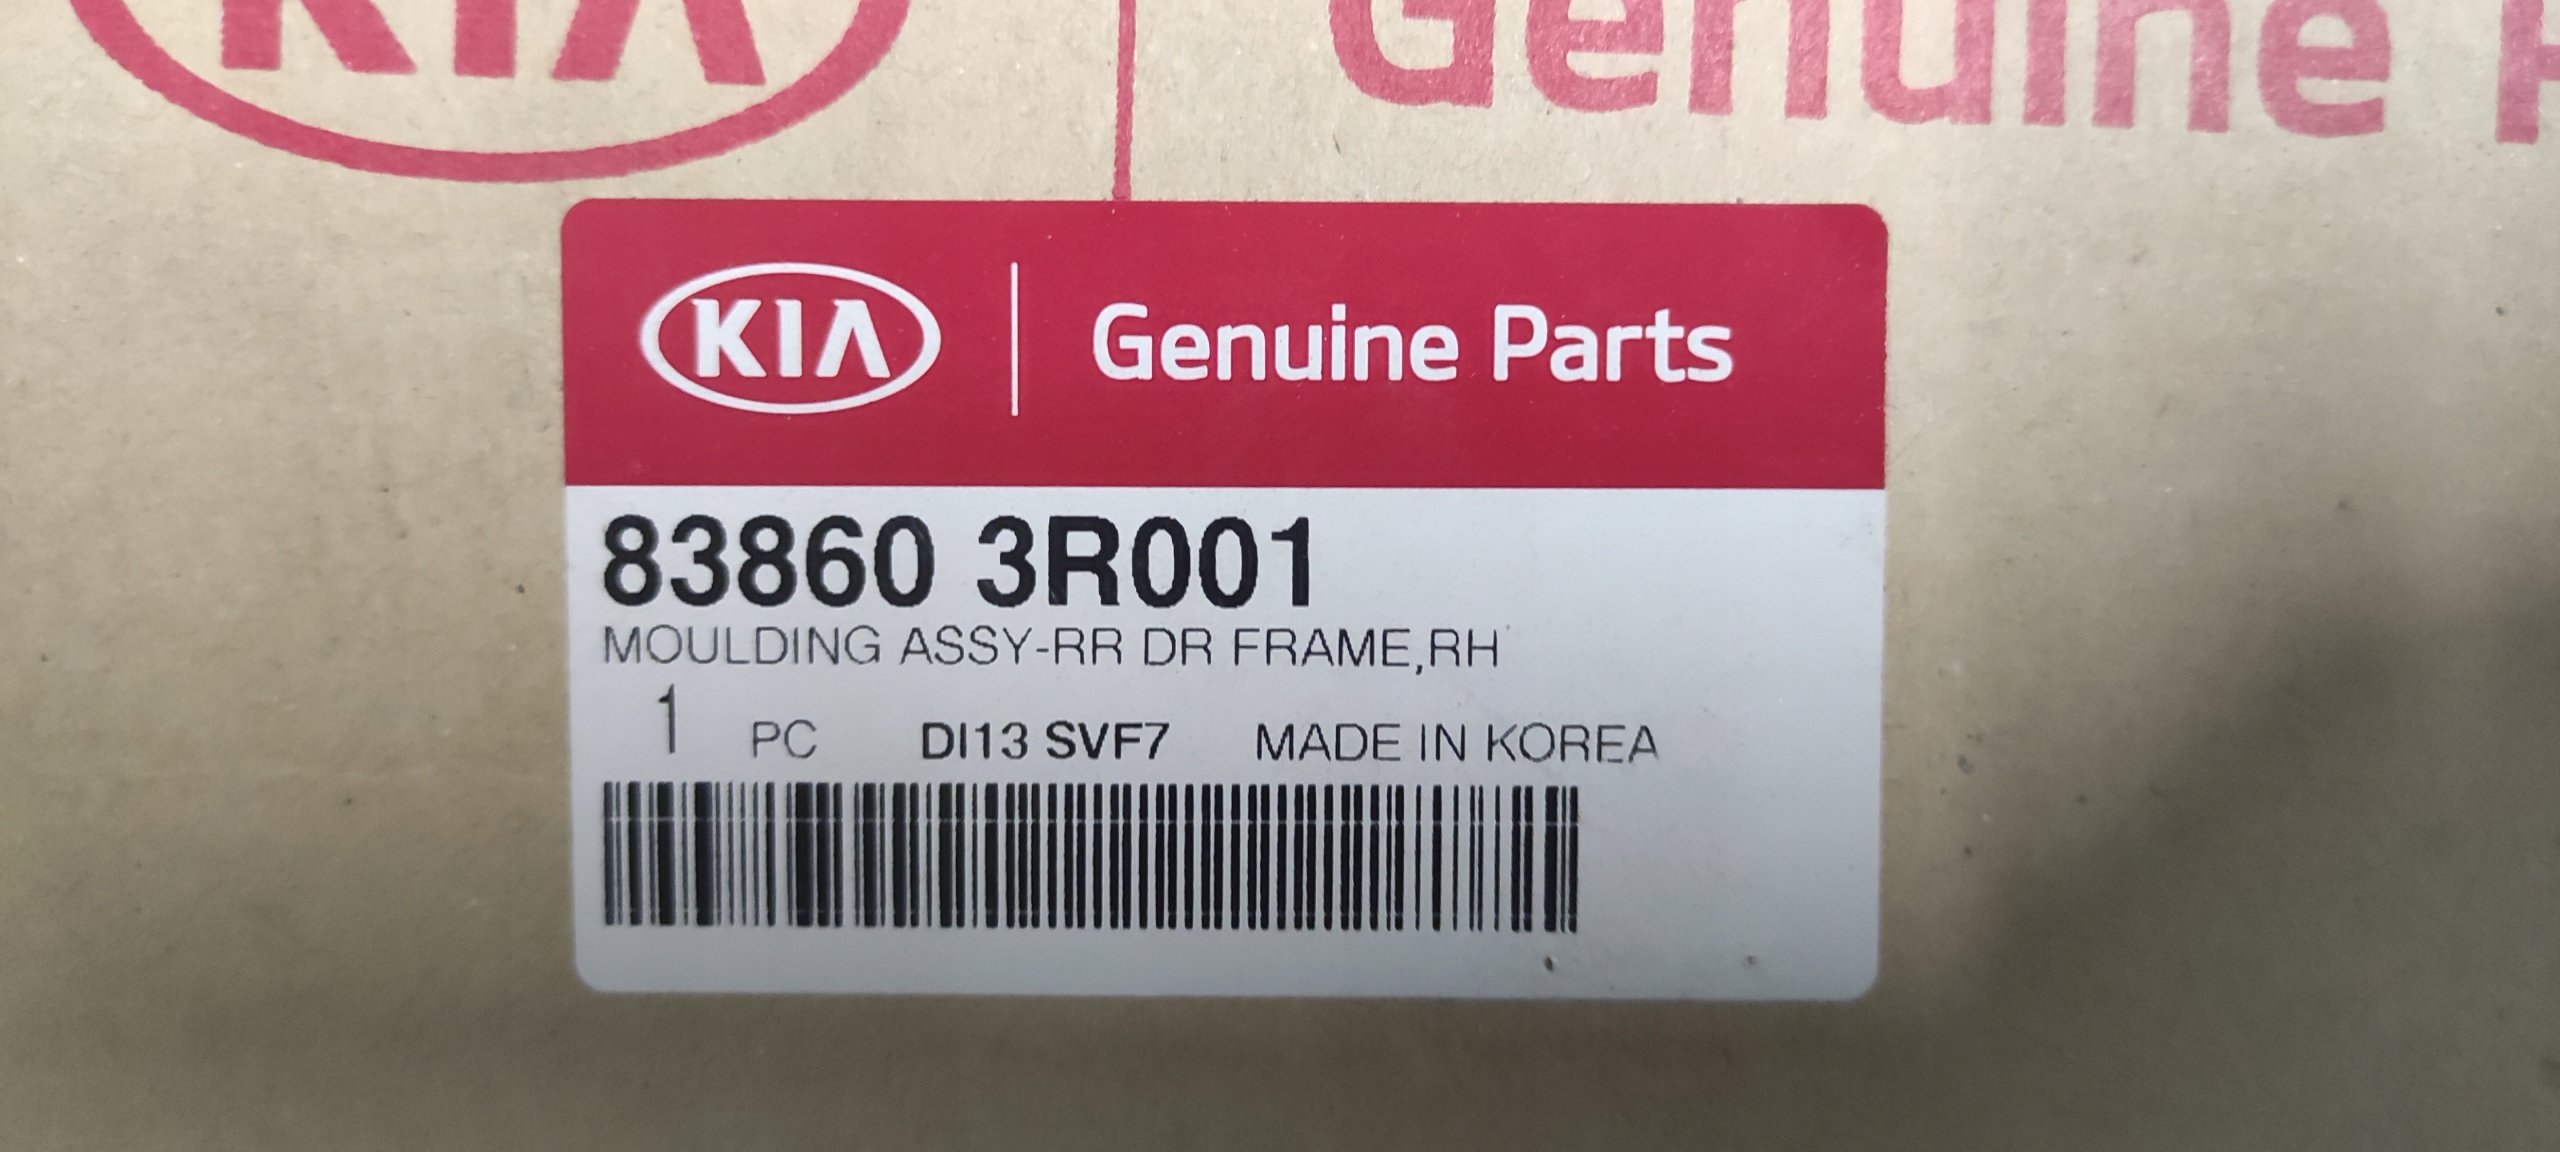 KIA Genuine
KIA Genuine Parts
83860 3R001
MOULDING ASSY-RR DR FRAME,RH
1 PC DI13 SVF7 MADE IN KOREA